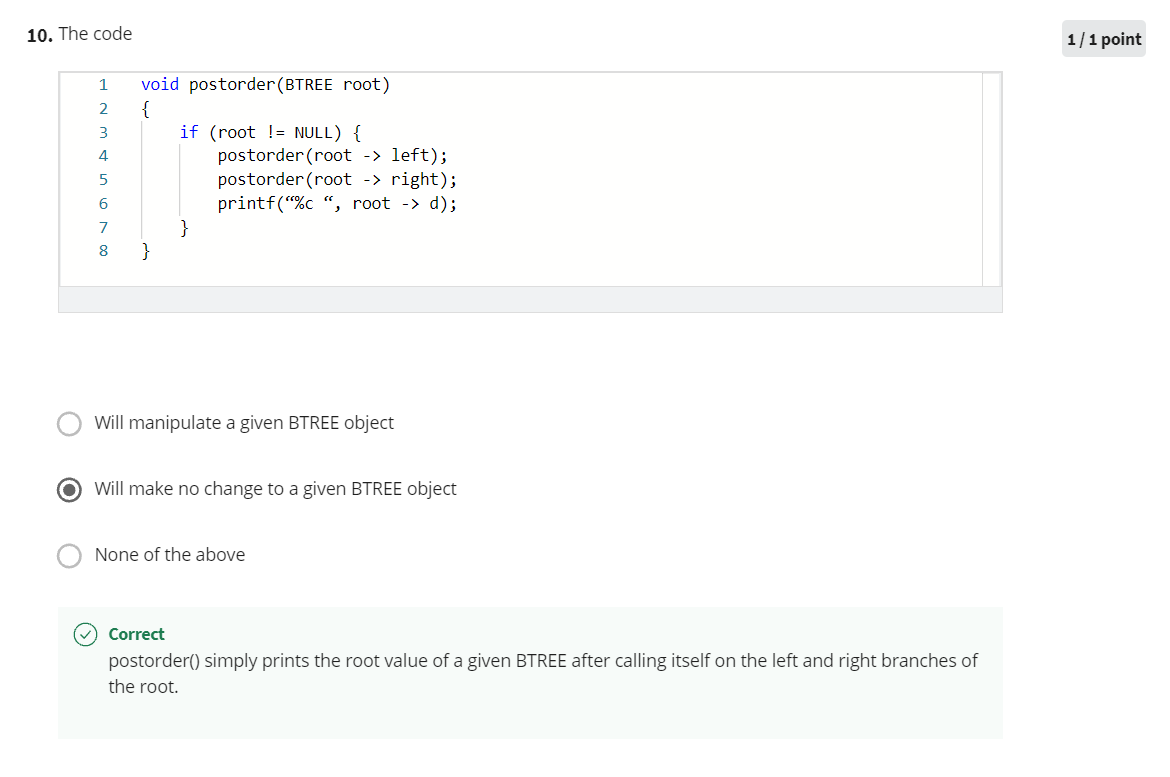 10. The code
1 / 1 point
1 void postorder(BTREE root)
2 {
3 if (root != NULL) {
4 postorder(root -> left);
5 postorder(root -> right);
6 printf(“%c “, root -> d);
7 }
8 }
Will manipulate a given BTREE object
Will make no change to a given BTREE object
None of the above
Correct
postorder() simply prints the root value of a given BTREE after calling itself on the left and right branches of
the root.